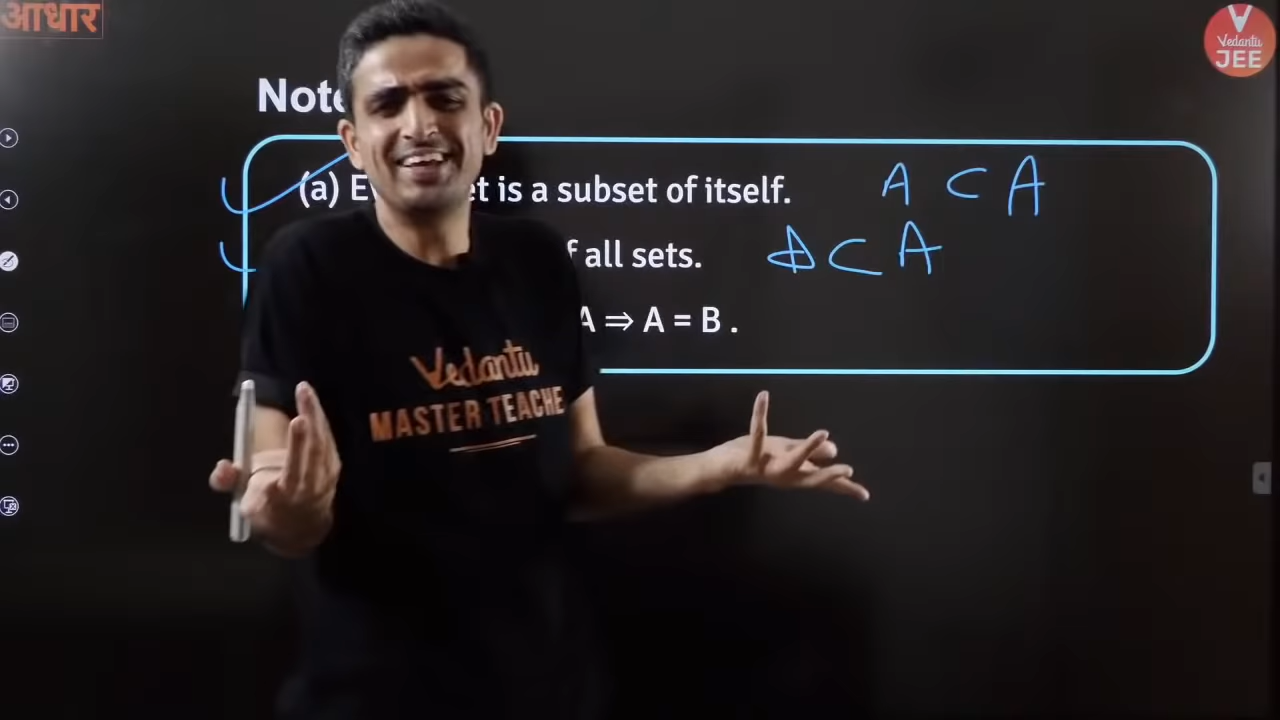 आधार
Vedantu
JEE
Note
(a) E et is a subset of itself. A ⊂ A
f all sets. ⊂ A
A ⇒ A = B .
Vedantu
MASTER TEACHE